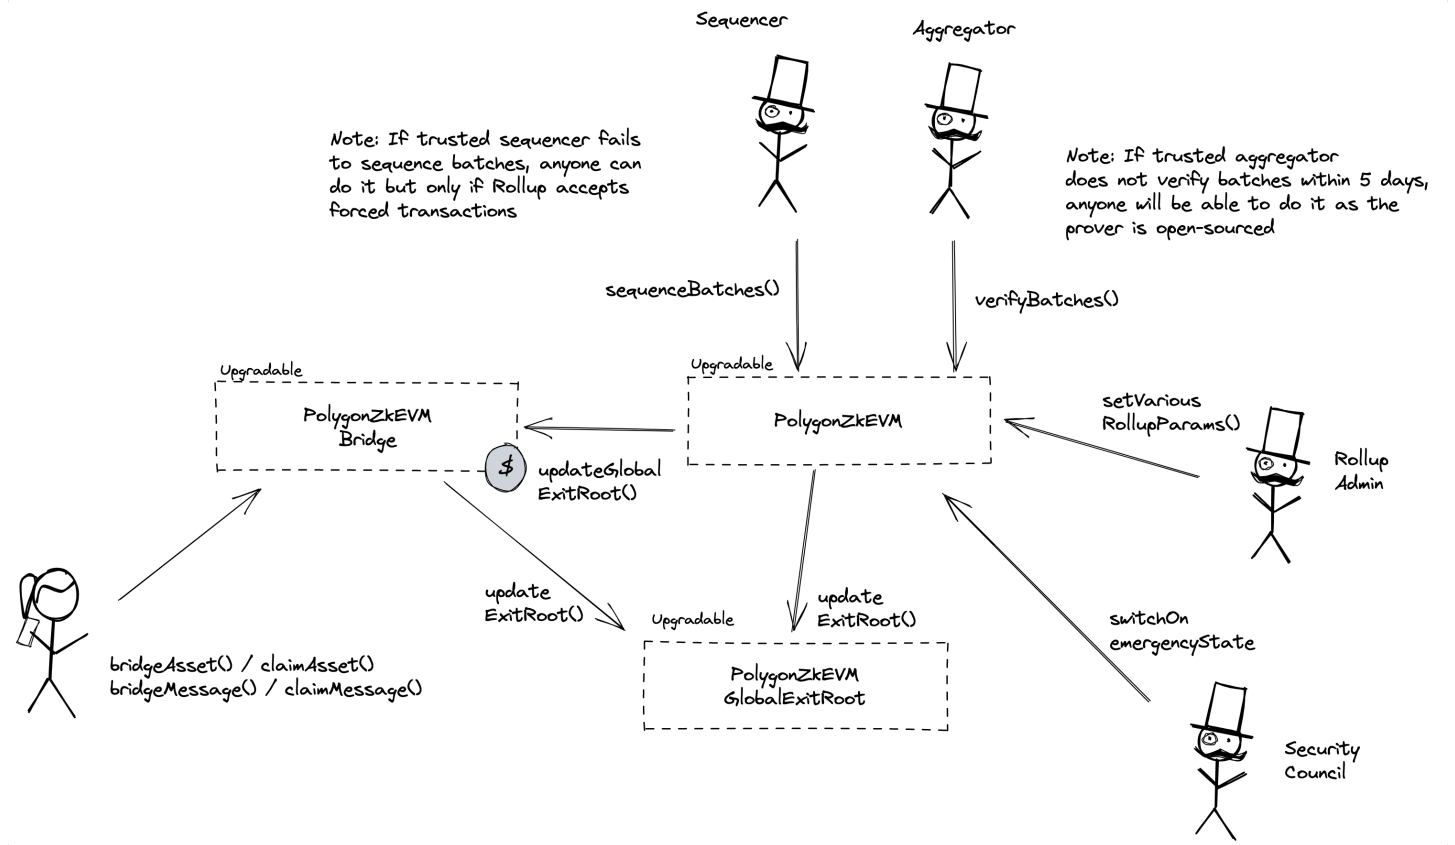 Sequencer
Aggregator
Note: If trusted sequencer fails
to sequence batches, anyone can
do it but only if Rollup accepts
forced transactions
Note: If trusted aggregator
does not verify batches within 5 days,
anyone will be able to do it as the
prover is open-sourced
sequenceBatches()
verifyBatches()
Upgradable
PolygonZkEVM
Bridge
$
Upgradable
PolygonZkEVM
setVarious
RollupParams()
Rollup
Admin
updateGlobal
ExitRoot()
update
ExitRoot()
update
ExitRoot()
switchOn
emergencyState
Upgradable
PolygonZkEVM
GlobalExitRoot
bridgeAsset() / claimAsset()
bridgeMessage() / claimMessage()
Security
Council